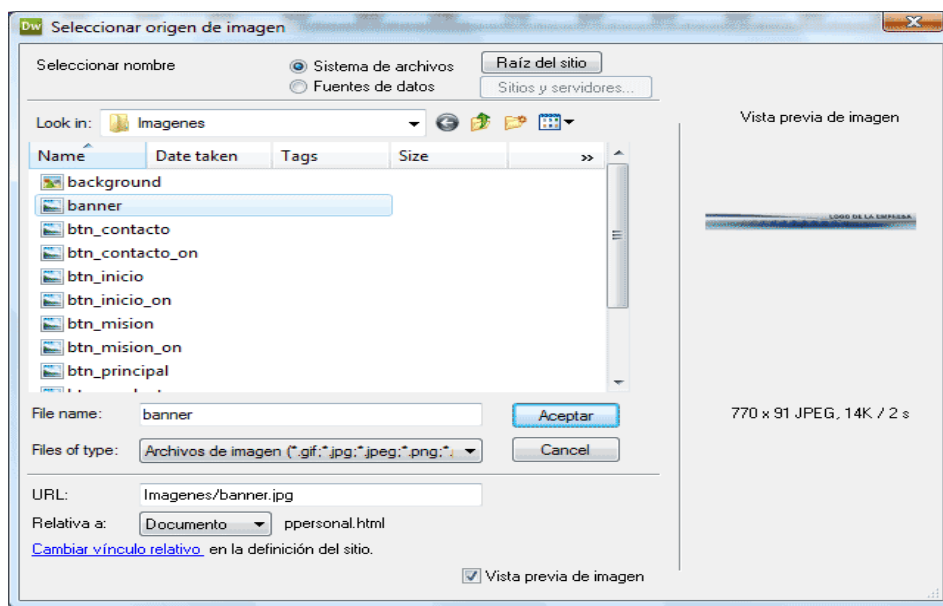 Dw Seleccionar origen de imagen
Seleccionar nombre
Sistema de archivos
Raíz del sitio
Fuentes de datos
Sitios y servidores...
Look in: Imagenes
Vista previa de imagen
Name Date taken Tags Size »
background
banner
LOGO DE LA EMPRESA
btn_contacto
btn_contacto_on
btn_inicio
btn_inicio_on
btn_mision
btn_mision_on
btn_principal
File name: banner Aceptar
770 x 91 JPEG, 14K / 2 s
Files of type: Archivos de imagen (*.gif;*.jpg;*.jpeg;*.png;*. Cancel
URL: Imagenes/banner.jpg
Relativa a: Documento ppersonal.html
Cambiar vínculo relativo en la definición del sitio.
Vista previa de imagen